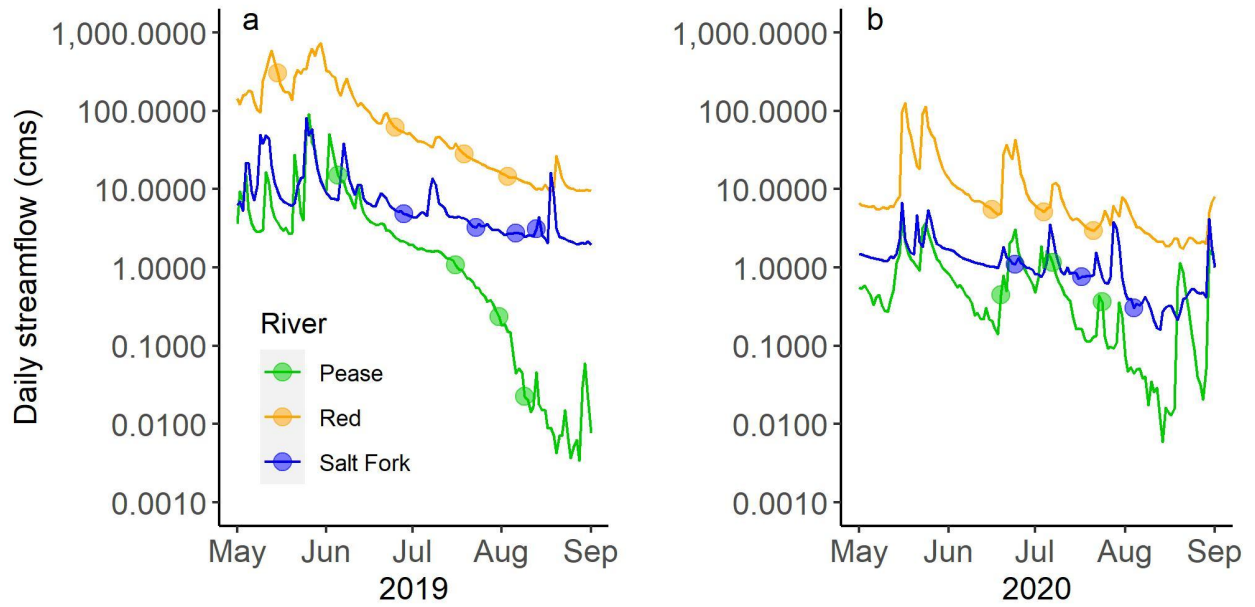 a
1,000.0000
100.0000
10.0000
1.0000
0.1000
0.0100
0.0010
Daily streamflow (cms)
River
Pease
Red
Salt Fork
May Jun Jul Aug Sep
2019
b
1,000.0000
100.0000
10.0000
1.0000
0.1000
0.0100
0.0010
May Jun Jul Aug Sep
2020